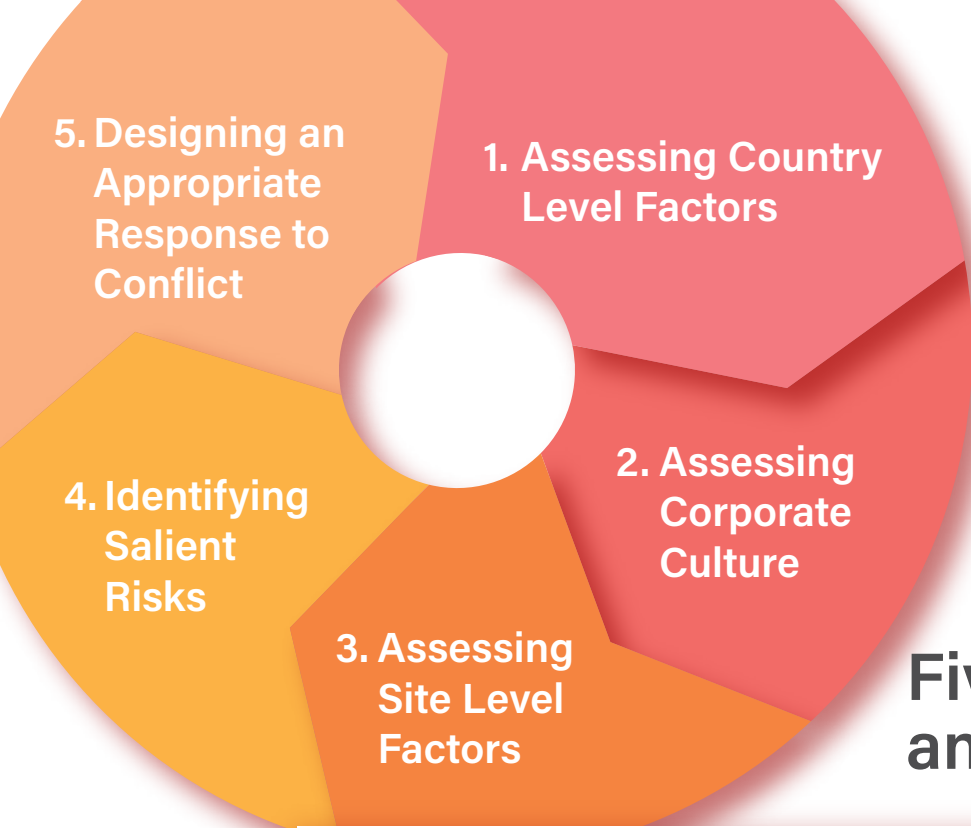 1. Assessing Country
Level Factors
2. Assessing
Corporate
Culture
3. Assessing
Site Level
Factors
4. Identifying
Salient
Risks
5. Designing an
Appropriate
Response to
Conflict